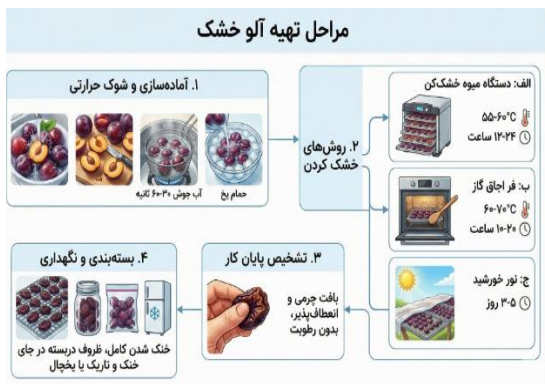 مراحل تهیه آلو خشک
۱. آماده‌سازی و شوک حرارتی
آب جوش ۳۰-۶۰ ثانیه
حمام یخ
۲. روش‌های
خشک کردن
الف: دستگاه میوه خشک‌کن
۵۵-۶۰°C
۱۲-۲۴ ساعت
ب: فر اجاق گاز
۶۰-۷۰°C
۱۰-۲۰ ساعت
ج: نور خورشید
۳-۵ روز
۳. تشخیص پایان کار
بافت چرمی و
انعطاف‌پذیر،
بدون رطوبت
۴. بسته‌بندی و نگهداری
خنک شدن کامل، ظروف دربسته در جای
خنک و تاریک یا یخچال